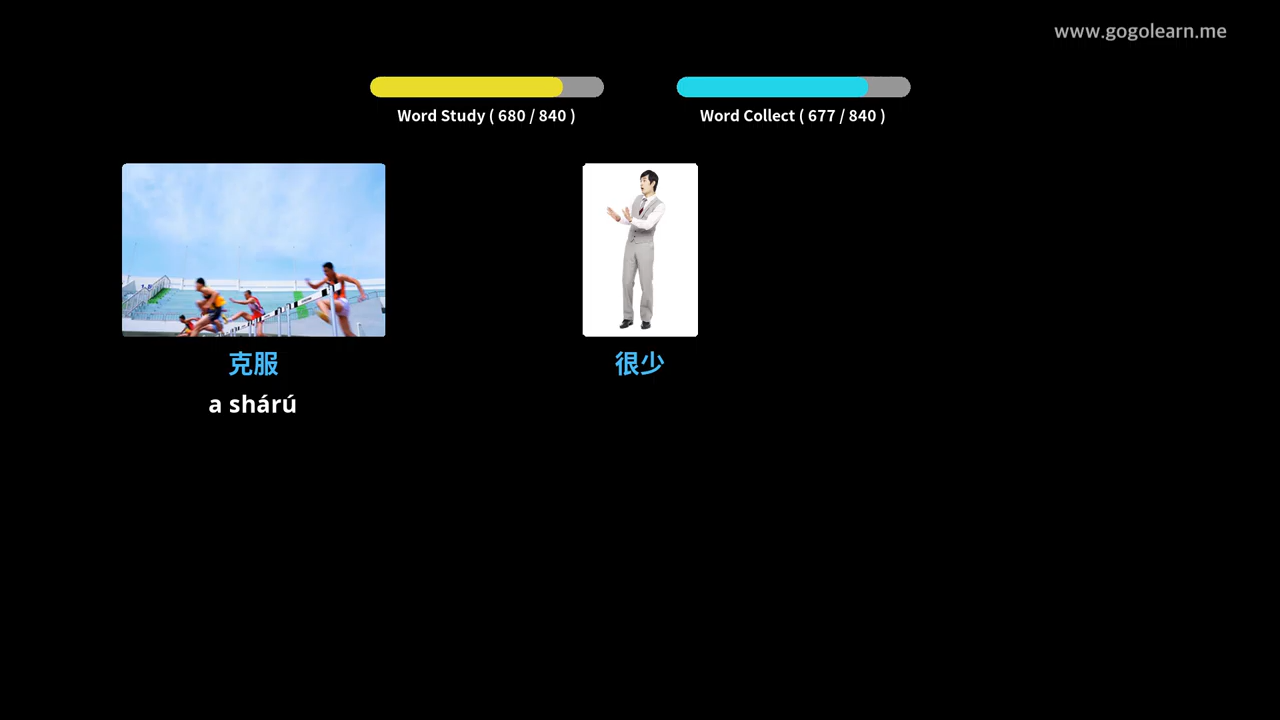 www.gogolearn.me
Word Study ( 680 / 840 )
Word Collect ( 677 / 840 )
克服
很少
a shárú